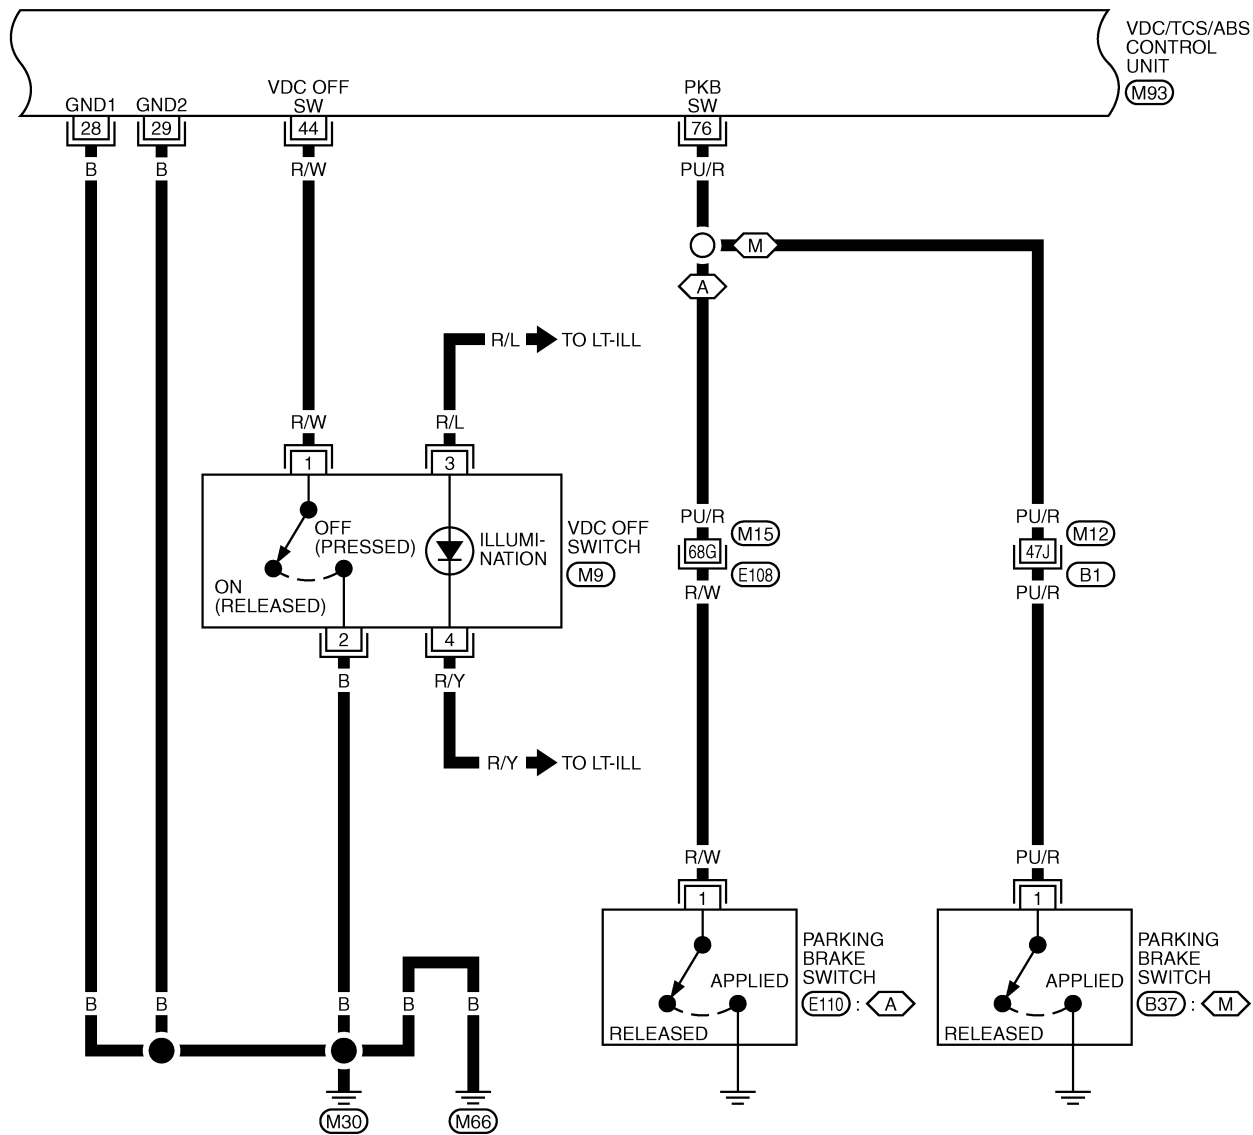 VDC/TCS/ABS
CONTROL
UNIT
M93
GND1
GND2
VDC OFF
SW
PKB
SW
28
29
44
76
B
B
R/W
PU/R
M
A
R/L
TO LT-ILL
R/W
R/L
1
3
OFF
(PRESSED)
ON
(RELEASED)
ILLUMI-
NATION
VDC OFF
SWITCH
M9
PU/R
M15
68G
E108
R/W
PU/R
M12
47J
B1
PU/R
2
4
B
R/Y
R/Y
TO LT-ILL
R/W
PU/R
1
1
APPLIED
RELEASED
PARKING
BRAKE
SWITCH
E110 : A
APPLIED
RELEASED
PARKING
BRAKE
SWITCH
B37 : M
B
B
B
B
B
M30
M66